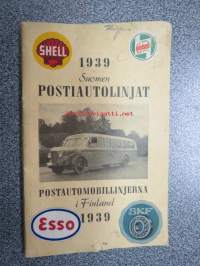 SHELL
1939
Suomen
POSTIAUTOLINJAT
POSTAUTOMOBILLINJERNA
i Finland
1939
Esso
SKF